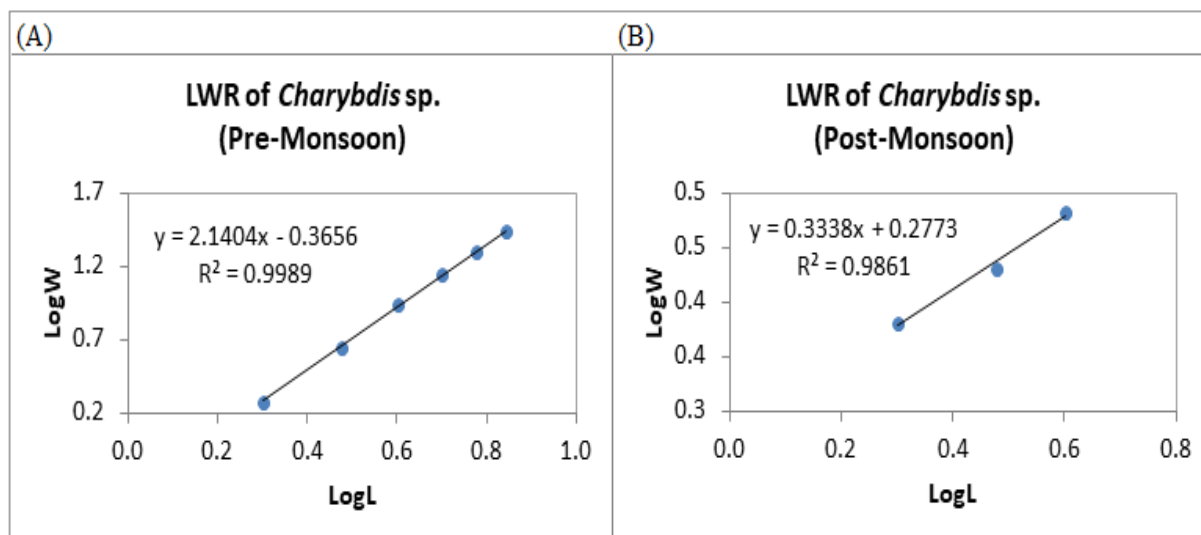 (A)
LWR of Charybdis sp.
(Pre-Monsoon)
1.7
1.2
0.7
0.2
LogW
y = 2.1404x - 0.3656
R² = 0.9989
0.0 0.2 0.4 0.6 0.8 1.0
LogL
(B)
LWR of Charybdis sp.
(Post-Monsoon)
0.5
0.5
0.4
0.4
0.3
LogW
y = 0.3338x + 0.2773
R² = 0.9861
0.0 0.2 0.4 0.6 0.8
LogL